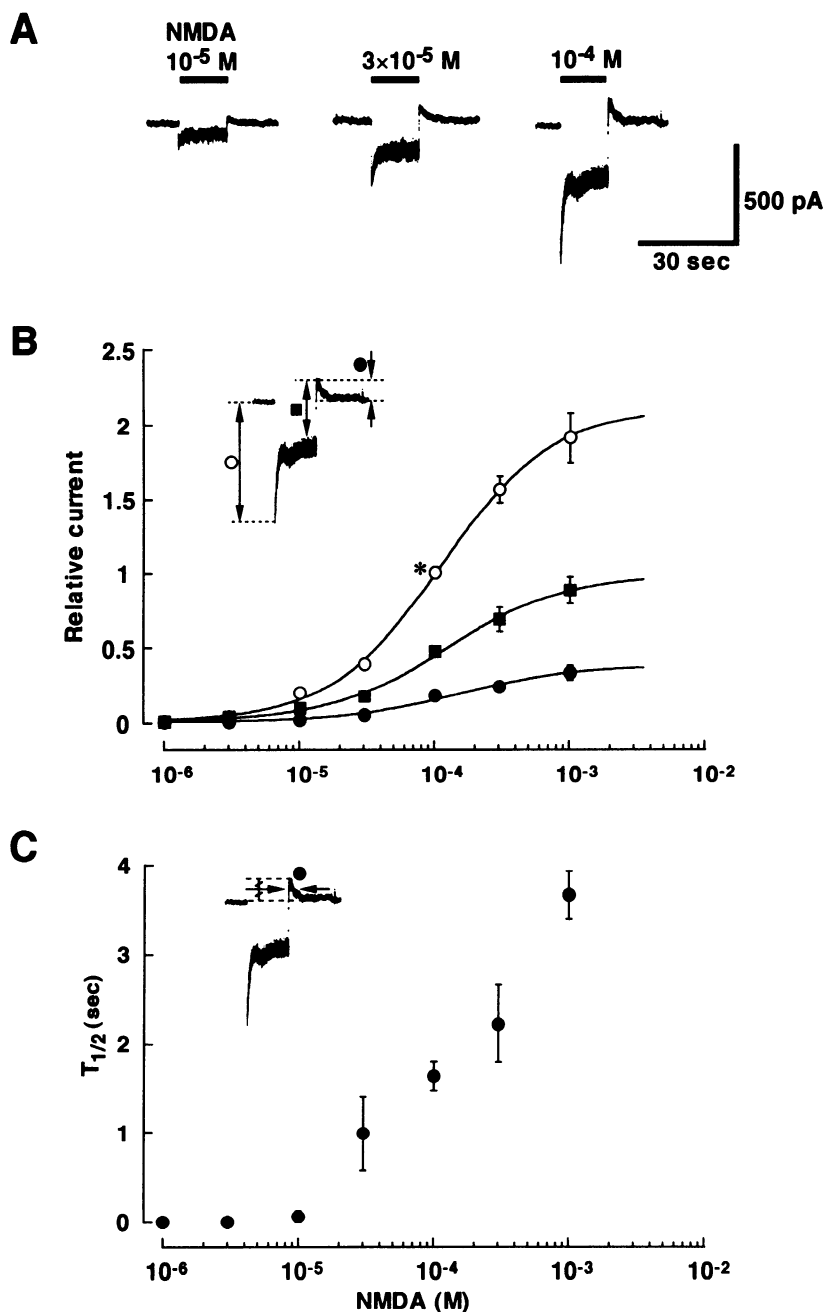 A
NMDA
10⁻⁵ M
3×10⁻⁵ M
10⁻⁴ M
500 pA
30 sec
B
Relative current
2.5
2
1.5
1
0.5
0
*
10⁻⁶
10⁻⁵
10⁻⁴
10⁻³
10⁻²
C
T1/2 (sec)
4
3
2
1
0
10⁻⁶
10⁻⁵
10⁻⁴
10⁻³
10⁻²
NMDA (M)